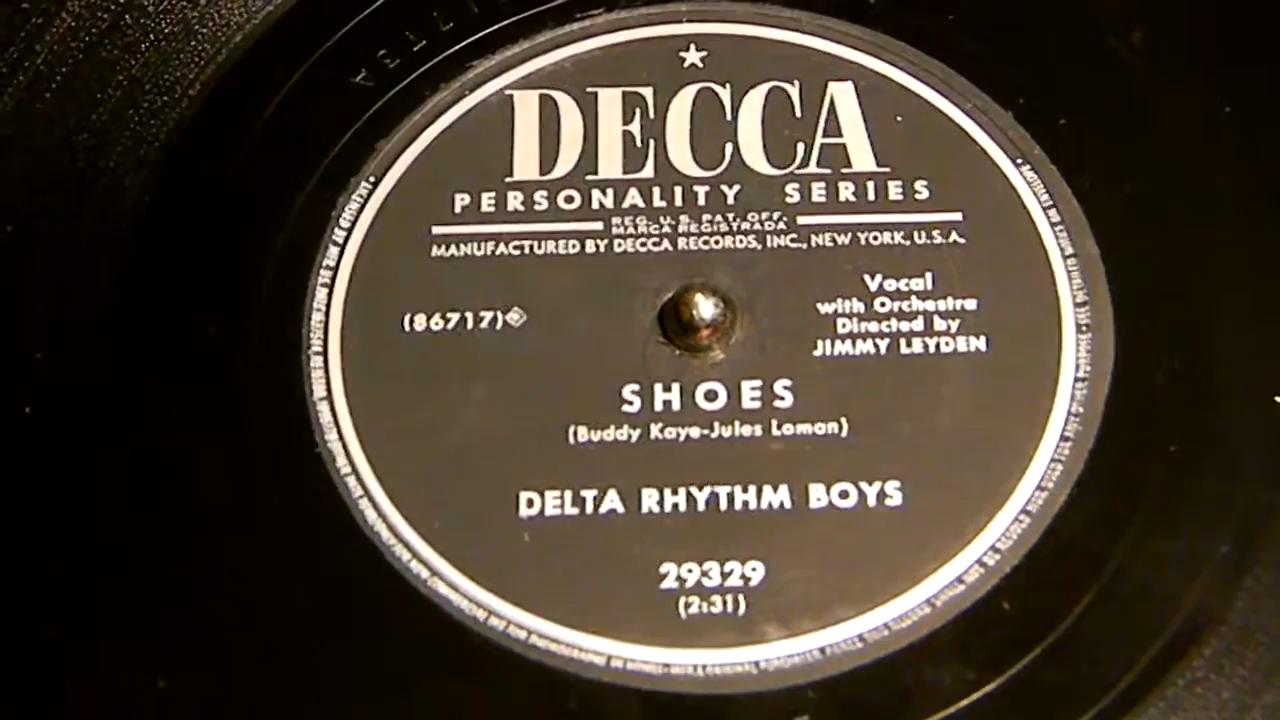 DECCA
PERSONALITY SERIES
REG. U.S. PAT. OFF.
MARCA REGISTRADA
MANUFACTURED BY DECCA RECORDS, INC., NEW YORK, U.S.A.
(86717)
Vocal
with Orchestra
Directed by
JIMMY LEYDEN
SHOES
(Buddy Kaye-Jules Loman)
DELTA RHYTHM BOYS
29329
(2:31)